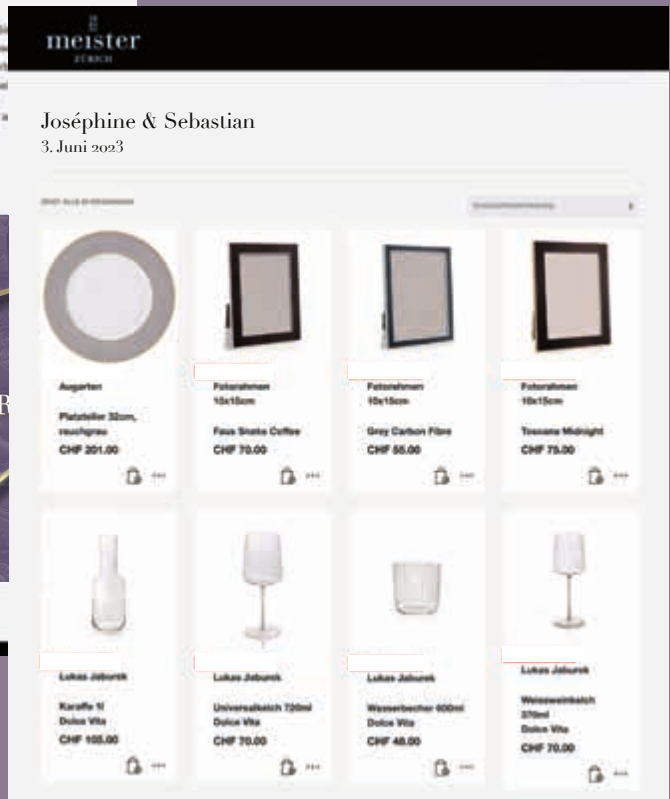 meister
ZÜRICH
Joséphine & Sebastian
3. Juni 2023
Augarten
Platzteller 32cm,
rauchgrau
CHF 201.00
Fotorahmen
10x15cm
Faux Snake Coffee
CHF 70.00
Fotorahmen
10x15cm
Grey Carbon Fibre
CHF 55.00
Fotorahmen
10x15cm
Toscana Midnight
CHF 75.00
Lukas Jaburek
Karaffe 1l
Dolce Vita
CHF 105.00
Lukas Jaburek
Universalkelch 720ml
Dolce Vita
CHF 70.00
Lukas Jaburek
Wasserbecher 600ml
Dolce Vita
CHF 48.00
Lukas Jaburek
Weissweinkelch
370ml
Dolce Vita
CHF 70.00